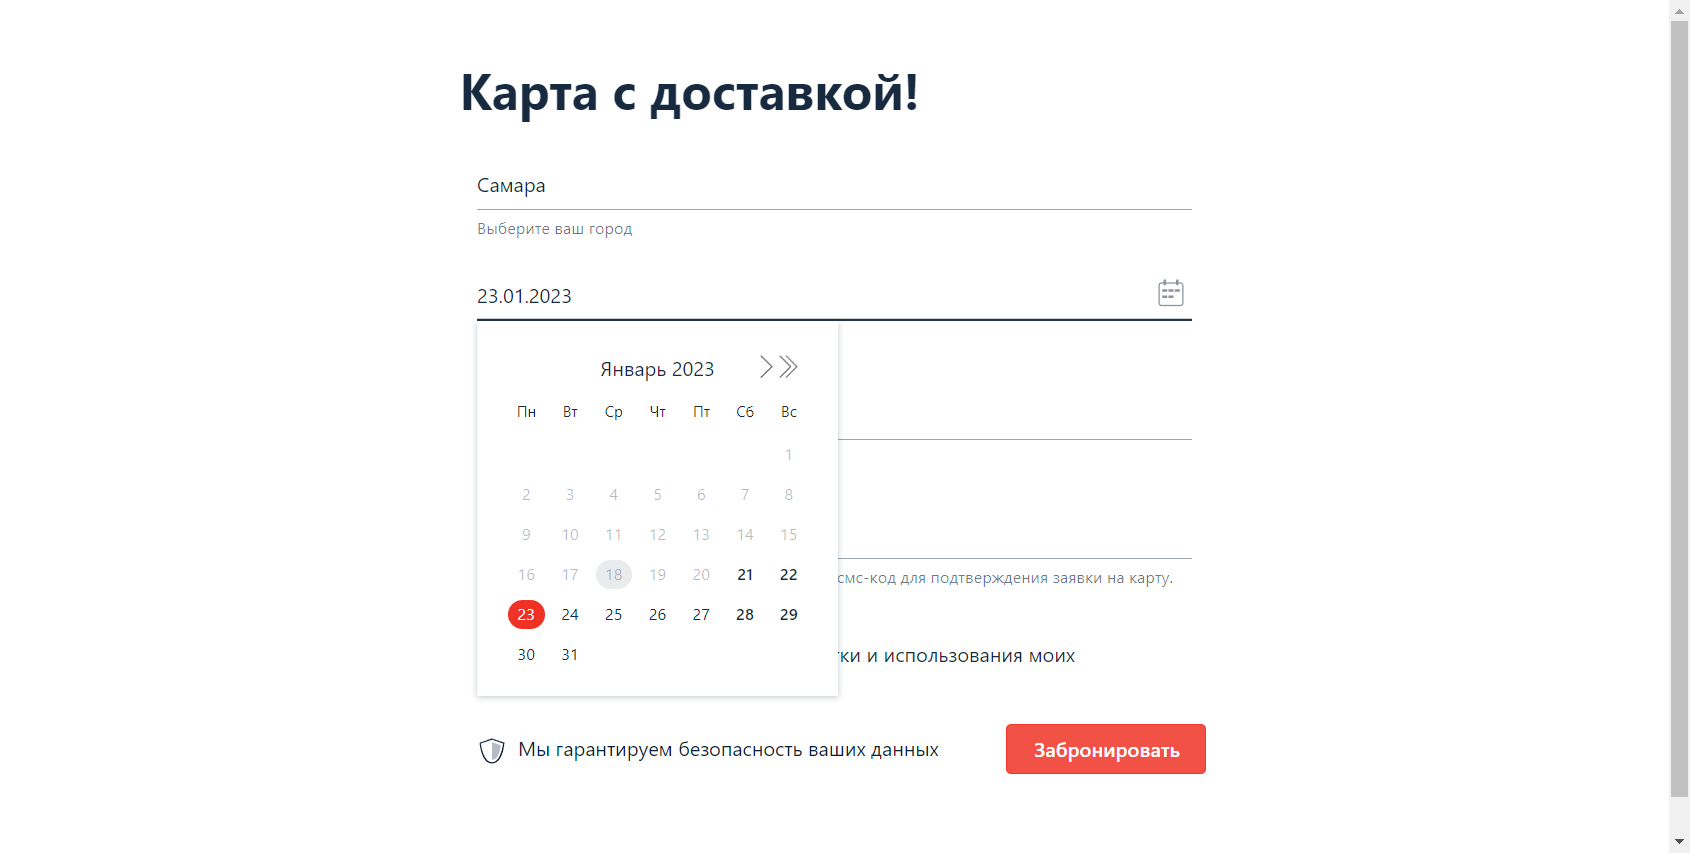 Карта с доставкой!
Самара
Выберите ваш город
23.01.2023
Январь 2023
Пн Вт Ср Чт Пт Сб Вс
1
2 3 4 5 6 7 8
9 10 11 12 13 14 15
16 17 18 19 20 21 22
23 24 25 26 27 28 29
30 31
смс-код для подтверждения заявки на карту.
ки и использования моих
Мы гарантируем безопасность ваших данных
Забронировать